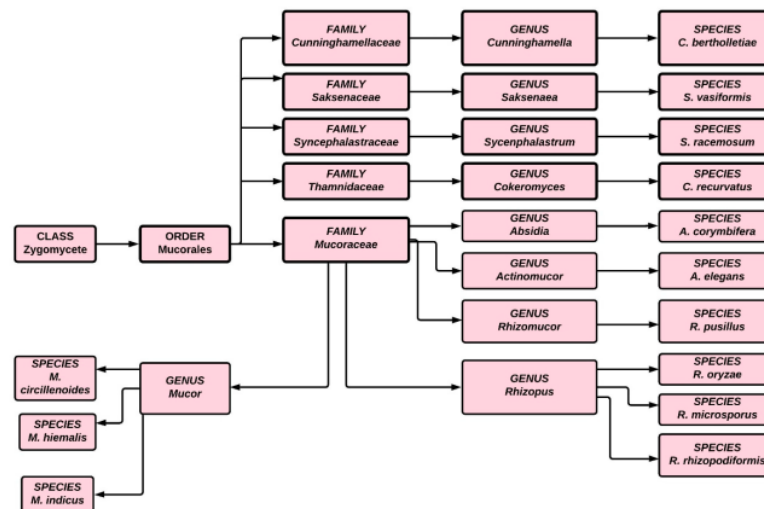 FAMILY
Cunninghamellaceae
GENUS
Cunninghamella
SPECIES
C. bertholletiae
FAMILY
Saksenaceae
GENUS
Saksenaea
SPECIES
S. vasiformis
FAMILY
Syncephalastraceae
GENUS
Sycenphalastrum
SPECIES
S. racemosum
FAMILY
Thamnidaceae
GENUS
Cokeromyces
SPECIES
C. recurvatus
CLASS
Zygomycete
ORDER
Mucorales
FAMILY
Mucoraceae
GENUS
Absidia
SPECIES
A. corymbifera
GENUS
Actinomucor
SPECIES
A. elegans
GENUS
Rhizomucor
SPECIES
R. pusillus
GENUS
Rhizopus
SPECIES
R. oryzae
SPECIES
R. microsporus
SPECIES
R. rhizopodiformis
GENUS
Mucor
SPECIES
M.
circillenoides
SPECIES
M. hiemalis
SPECIES
M. indicus